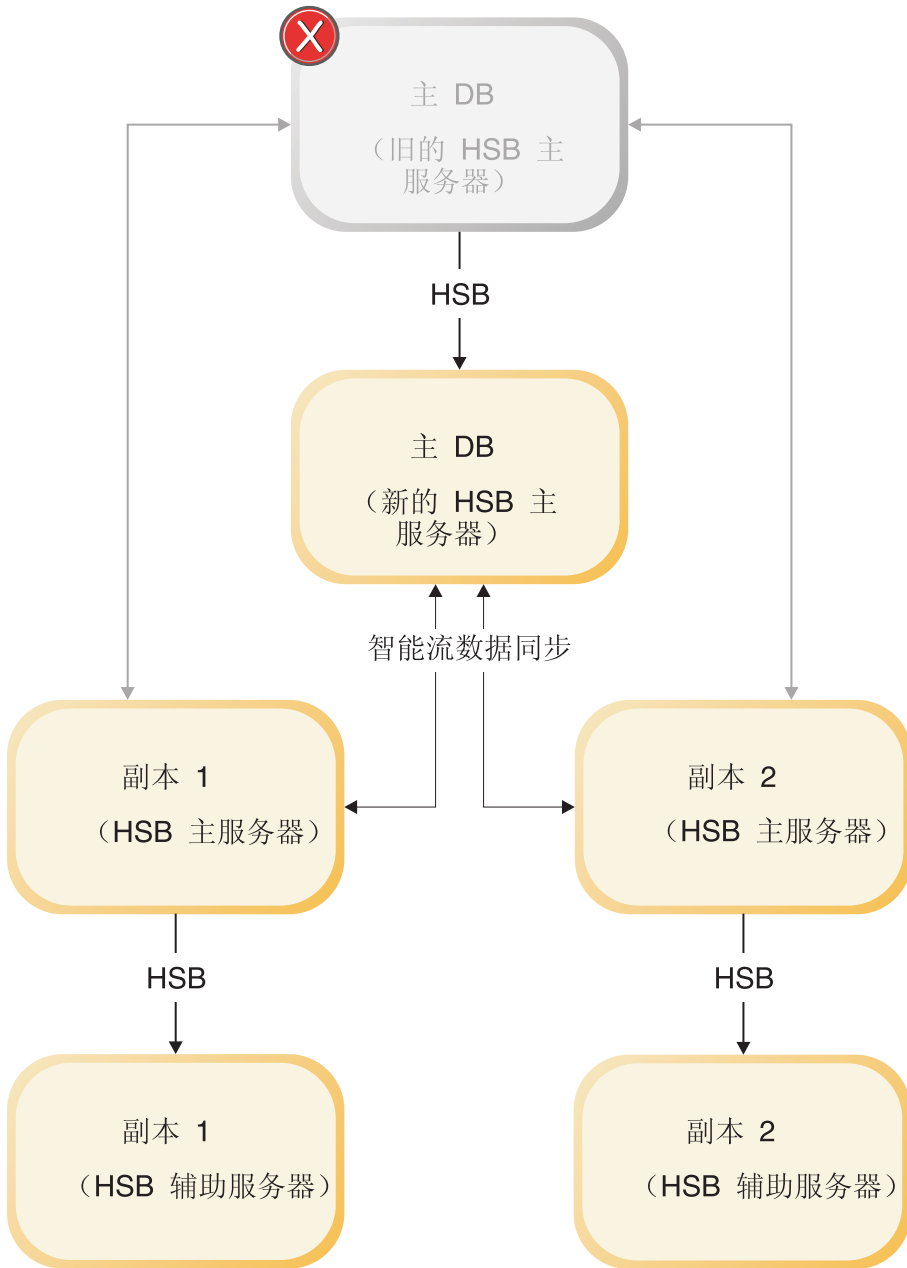 主 DB
（旧的 HSB 主
服务器）
HSB
主 DB
（新的 HSB 主
服务器）
智能流数据同步
副本 1
（HSB 主服务器）
副本 2
（HSB 主服务器）
HSB
HSB
副本 1
（HSB 辅助服务器）
副本 2
（HSB 辅助服务器）